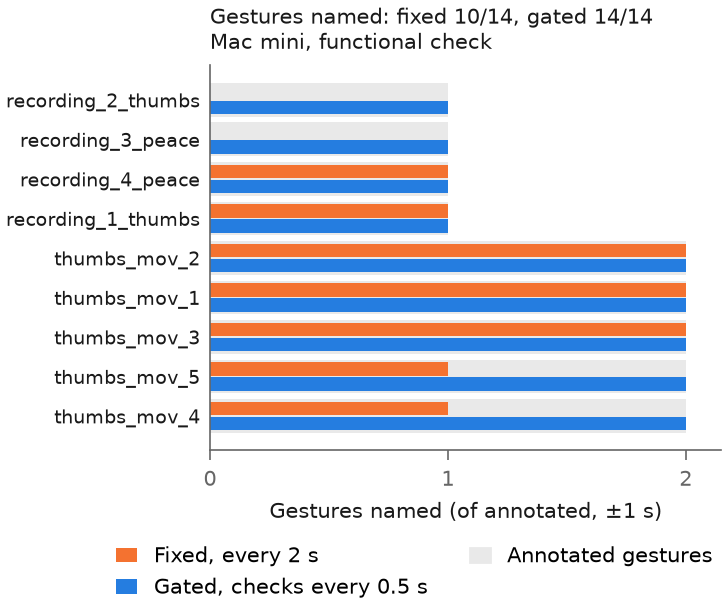 Gestures named: fixed 10/14, gated 14/14
Mac mini, functional check
recording_2_thumbs
recording_3_peace
recording_4_peace
recording_1_thumbs
thumbs_mov_2
thumbs_mov_1
thumbs_mov_3
thumbs_mov_5
thumbs_mov_4
0 1 2
Gestures named (of annotated, ±1 s)
Fixed, every 2 s
Gated, checks every 0.5 s
Annotated gestures